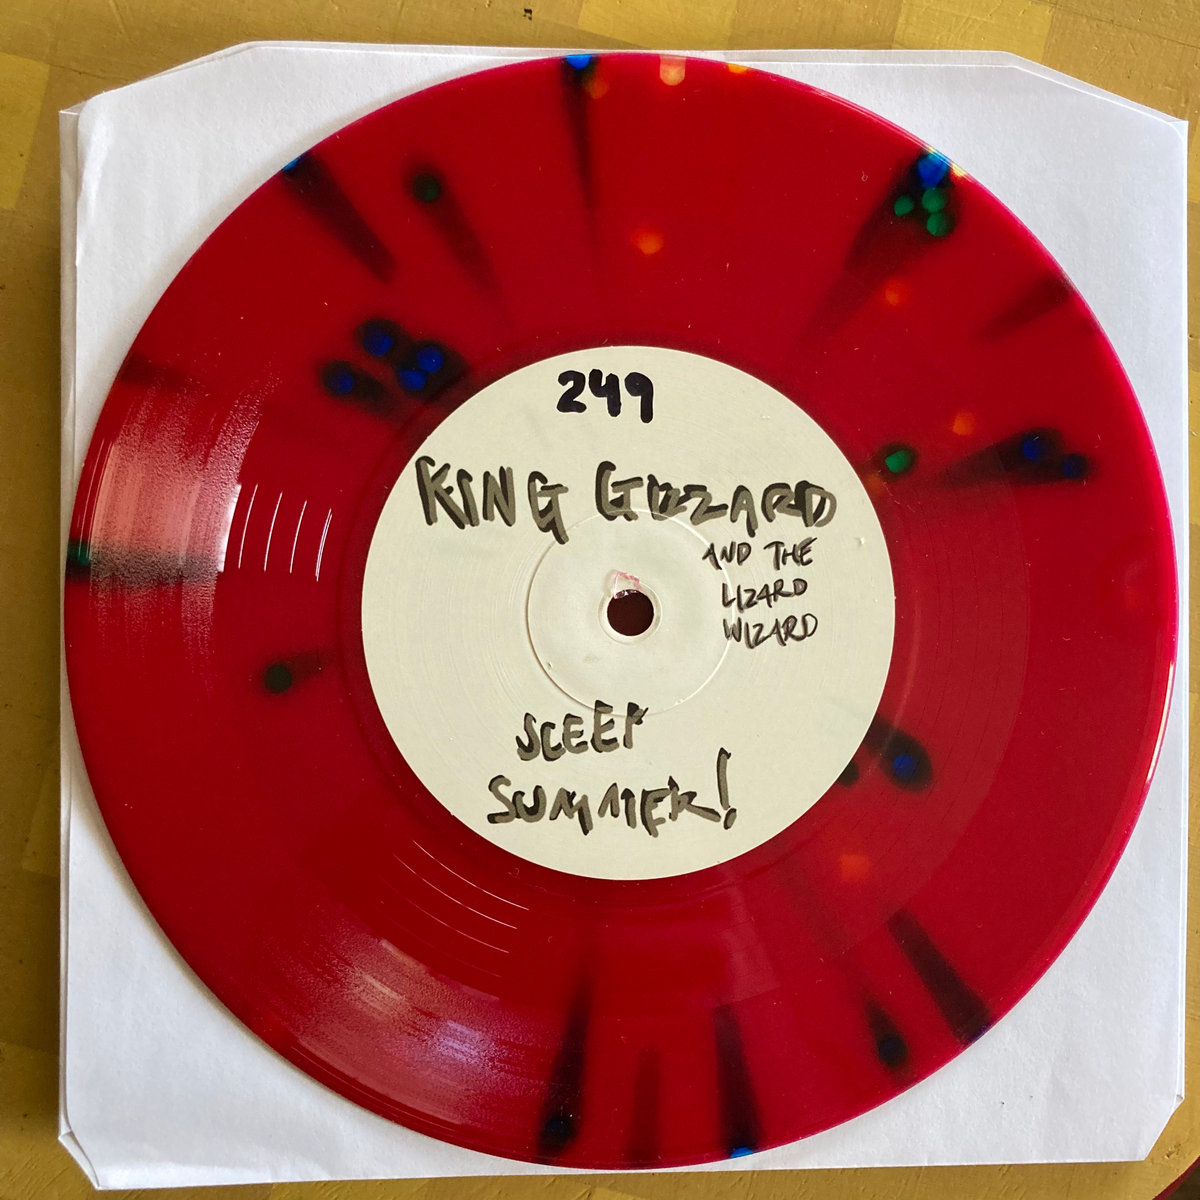 249
KING GIZZARD
AND THE
LIZARD
WIZARD
SLEEP
SUMMER!